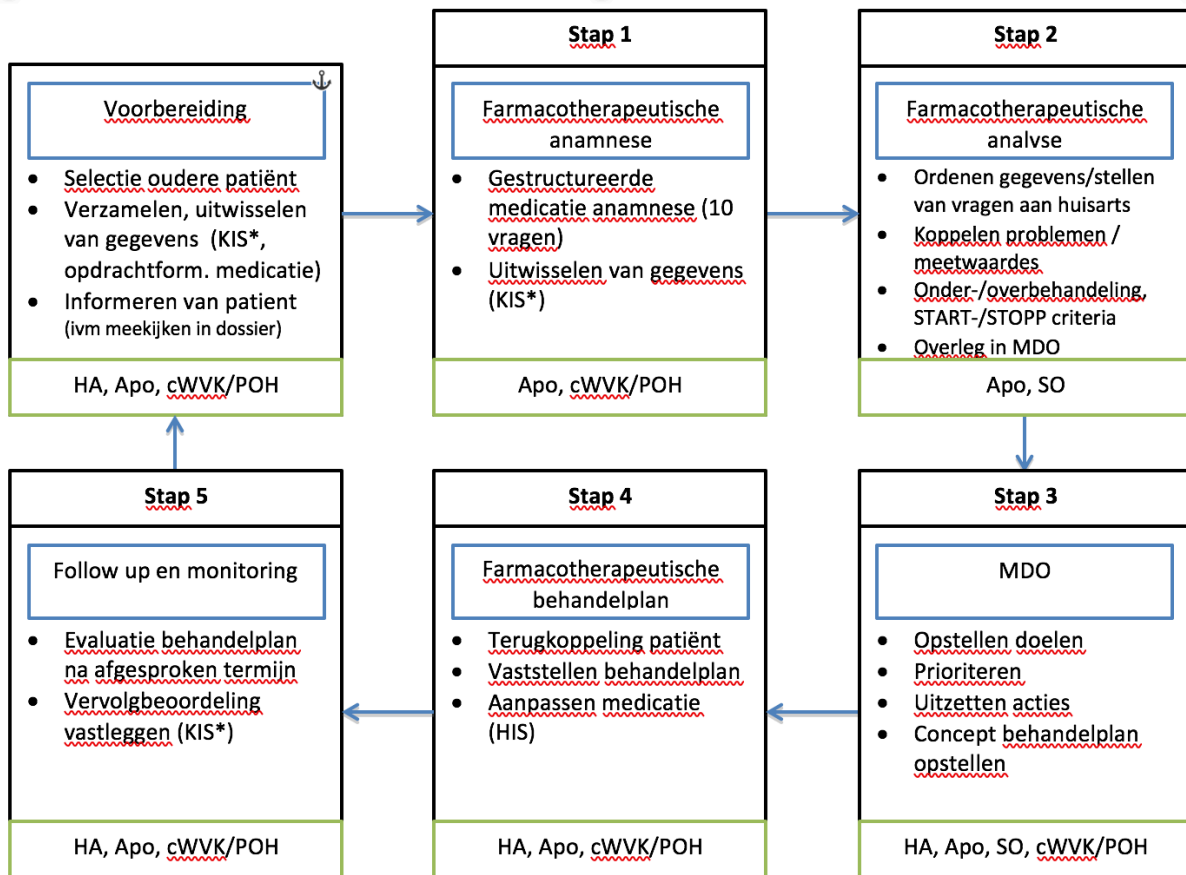 Voorbereiding
• Selectie oudere patiënt
• Verzamelen, uitwisselen
van gegevens (KIS*,
opdrachtform. medicatie)
• Informeren van patient
(ivm meekijken in dossier)
HA, Apo, cWVK/POH
Stap 1
Farmacotherapeutische
anamnese
• Gestructureerde
medicatie anamnese (10
vragen)
• Uitwisselen van gegevens
(KIS*)
Apo, cWVK/POH
Stap 2
Farmacotherapeutische
analyse
• Ordenen gegevens/stellen
van vragen aan huisarts
• Koppelen problemen /
meetwaardes
• Onder-/overbehandeling,
START-/STOPP criteria
• Overleg in MDO
Apo, SO
Stap 3
MDO
• Opstellen doelen
• Prioriteren
• Uitzetten acties
• Concept behandelplan
opstellen
HA, Apo, SO, cWVK/POH
Stap 4
Farmacotherapeutische
behandelplan
• Terugkoppeling patiënt
• Vaststellen behandelplan
• Aanpassen medicatie
(HIS)
HA, Apo, cWVK/POH
Stap 5
Follow up en monitoring
• Evaluatie behandelplan
na afgesproken termijn
• Vervolgbeoordeling
vastleggen (KIS*)
HA, Apo, cWVK/POH